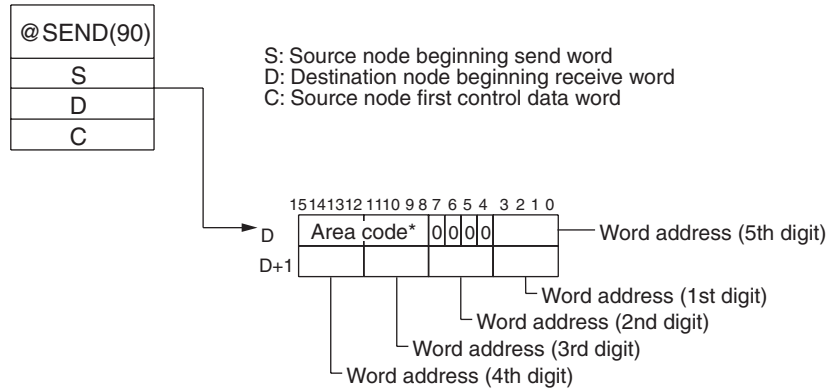 @SEND(90)
S
D
C
S: Source node beginning send word
D: Destination node beginning receive word
C: Source node first control data word
15 14 13 12 11 10 9 8 7 6 5 4 3 2 1 0
D Area code* 0 0 0 0 Word address (5th digit)
D+1
Word address (1st digit)
Word address (2nd digit)
Word address (3rd digit)
Word address (4th digit)